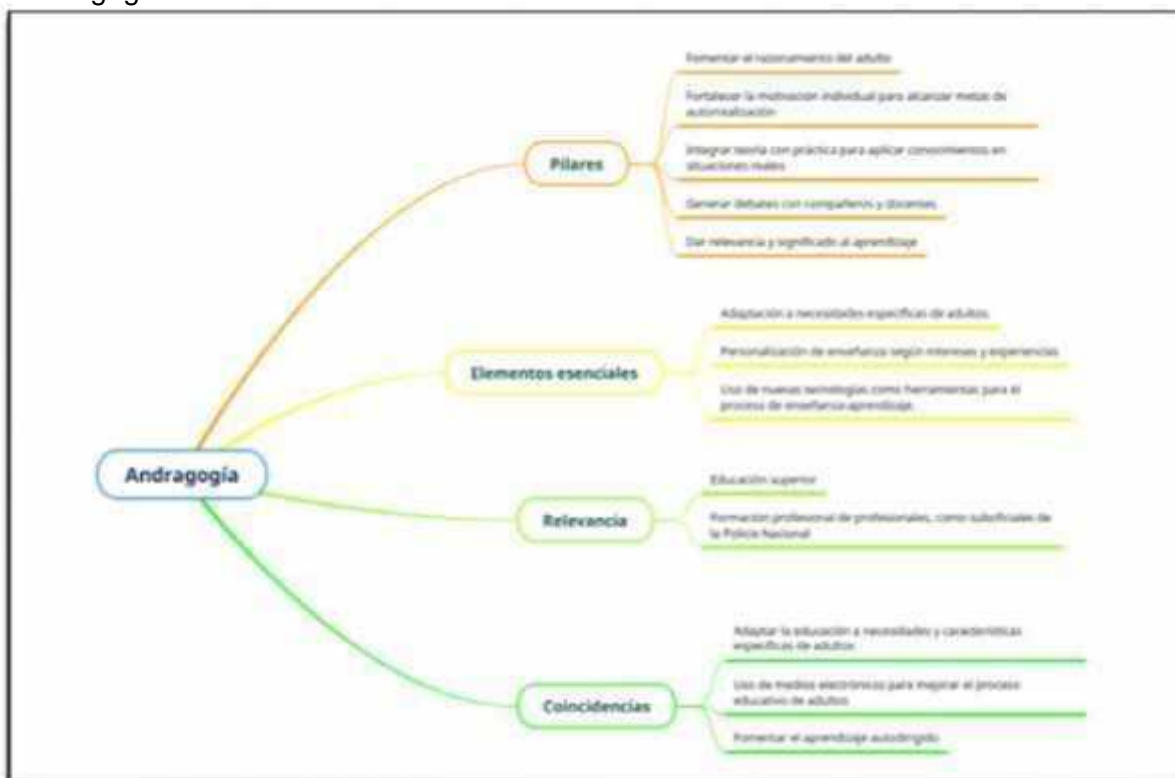 Fomentar el razonamiento del adulto
Fortalecer la motivación individual para alcanzar metas de
autorrealización
Pilares
Integrar teoría con práctica para aplicar conocimientos en
situaciones reales
Generar debates con compañeros y docentes
Dar relevancia y significado al aprendizaje
Adaptación a necesidades específicas de adultos
Personalización de enseñanza según intereses y experiencias
Elementos esenciales
Uso de nuevas tecnologías como herramientas para el
proceso de enseñanza-aprendizaje.
Andragogía
Educación superior
Relevancia
Formación profesional de profesionales, como suboficiales de
la Policía Nacional
Adaptar la educación a necesidades y características
específicas de adultos
Uso de medios electrónicos para mejorar el proceso
educativo de adultos
Coincidencias
Fomentar el aprendizaje autodirigido